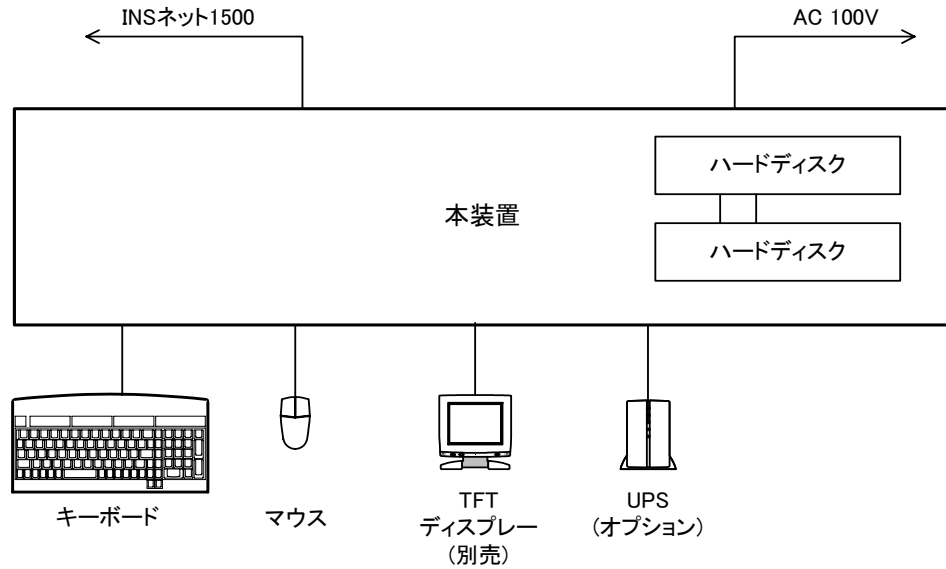 INSネット1500
AC 100V
ハードディスク
本装置
ハードディスク
キーボード
マウス
TFT
ディスプレー
(別売)
UPS
(オプション)